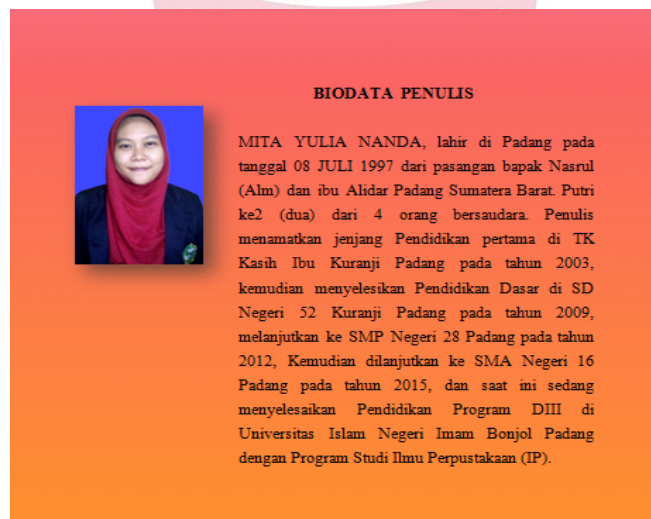 BIODATA PENULIS
MITA YULIA NANDA, lahir di Padang pada
tanggal 08 JULI 1997 dari pasangan bapak Nasrul
(Alm) dan ibu Alidar Padang Sumatera Barat. Putri
ke2 (dua) dari 4 orang bersaudara. Penulis
menamatkan jenjang Pendidikan pertama di TK
Kasih Ibu Kuranji Padang pada tahun 2003,
kemudian menyelesikan Pendidikan Dasar di SD
Negeri 52 Kuranji Padang pada tahun 2009,
melanjutkan ke SMP Negeri 28 Padang pada tahun
2012, Kemudian dilanjutkan ke SMA Negeri 16
Padang pada tahun 2015, dan saat ini sedang
menyelesaikan Pendidikan Program DIII di
Universitas Islam Negeri Imam Bonjol Padang
dengan Program Studi Ilmu Perpustakaan (IP).